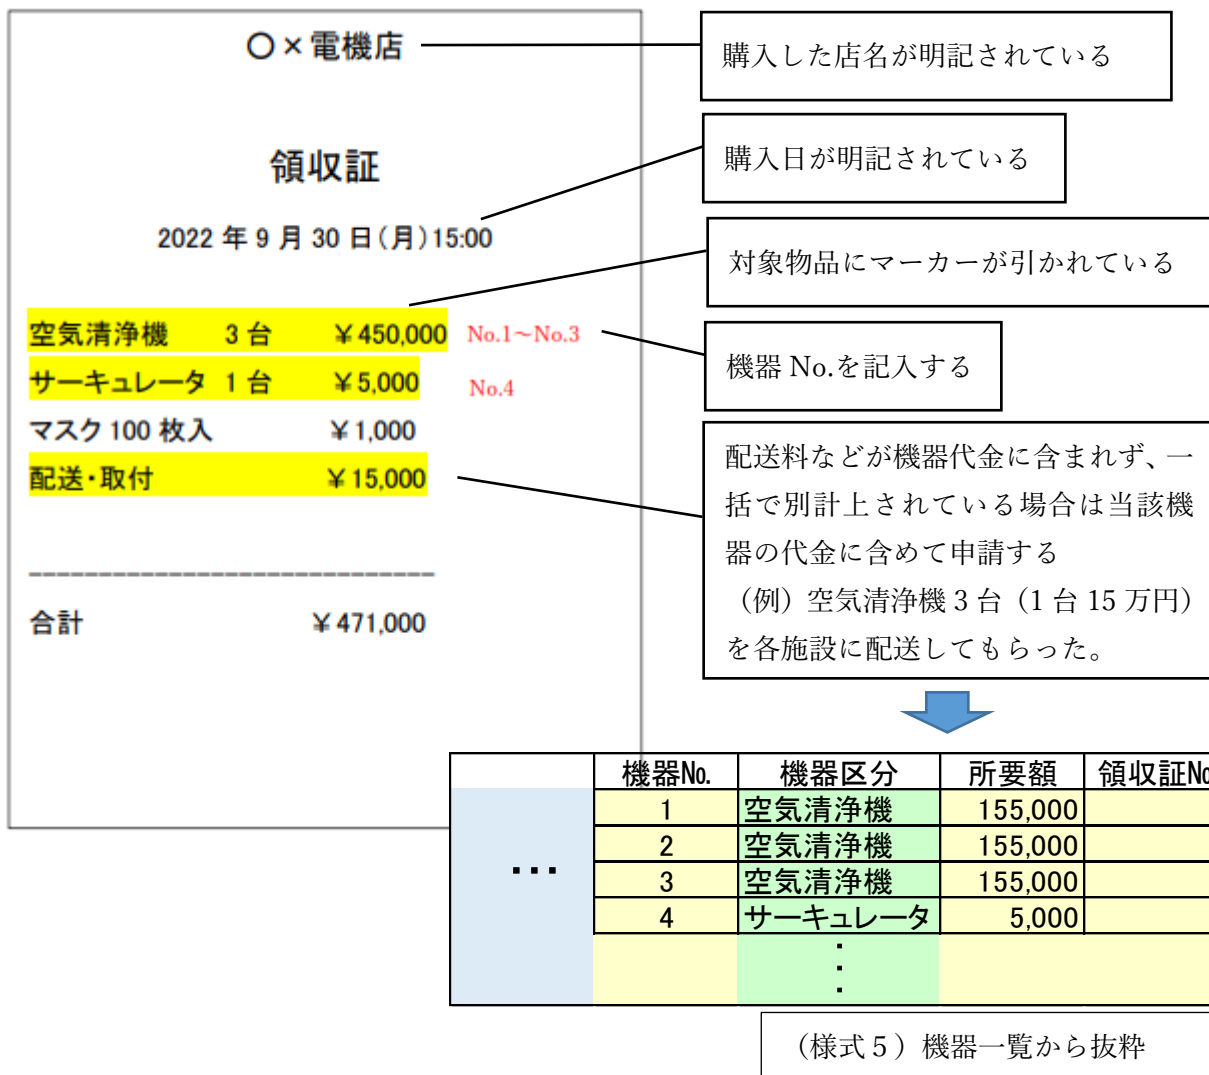 〇×電機店
購入した店名が明記されている
領収証
購入日が明記されている
2022 年 9 月 30 日(月)15:00
対象物品にマーカーが引かれている
空気清浄機 3 台 ￥450,000 No.1～No.3
機器 No.を記入する
サーキュレータ 1 台 ￥5,000 No.4
マスク 100 枚入 ￥1,000
配送・取付 ￥15,000
配送料などが機器代金に含まれず、一
括で別計上されている場合は当該機
器の代金に含めて申請する
（例）空気清浄機 3 台（1 台 15 万円）
を各施設に配送してもらった。
------------------------------
合計 ￥471,000
機器№ 機器区分 所要額 領収証№
1 空気清浄機 155,000
2 空気清浄機 155,000
… 
3 空気清浄機 155,000
4 サーキュレータ 5,000
：
（様式５）機器一覧から抜粋